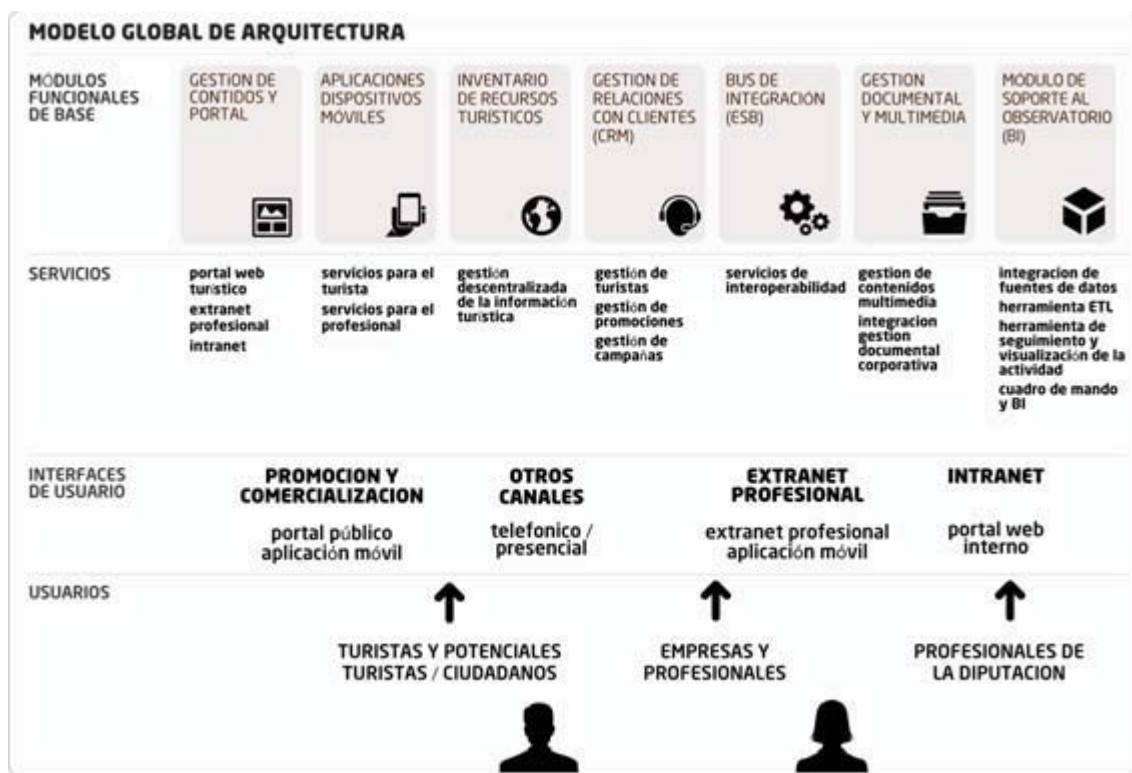 MODELO GLOBAL DE ARQUITECTURA
MÓDULOS
FUNCIONALES
DE BASE
GESTION DE
CONTIDOS Y
PORTAL
APLICACIONES
DISPOSITIVOS
MÓVILES
INVENTARIO
DE RECURSOS
TURÍSTICOS
GESTION DE
RELACIONES
CON CLIENTES
(CRM)
BUS DE
INTEGRACIÓN
(ESB)
GESTION
DOCUMENTAL
Y MULTIMEDIA
MÓDULO DE
SOPORTE AL
OBSERVATORIO
(BI)
SERVICIOS
portal web
turístico
extranet
profesional
intranet
servicios para el
turista
servicios para el
profesional
gestión
descentralizada
de la información
turística
gestión de
turistas
gestión de
promociones
gestión de
campañas
servicios de
interoperabilidad
gestion de
contenidos
multimedia
integracion
gestion
documental
corporativa
integracion de
fuentes de datos
herramienta ETL
herramienta de
seguimiento y
visualización de la
actividad
cuadro de mando
y BI
INTERFACES
DE USUARIO
PROMOCION Y
COMERCIALIZACION
portal público
aplicación móvil
OTROS
CANALES
telefonico /
presencial
EXTRANET
PROFESIONAL
extranet profesional
aplicación móvil
INTRANET
portal web
interno
USUARIOS
TURISTAS Y POTENCIALES
TURISTAS / CIUDADANOS
EMPRESAS Y
PROFESIONALES
PROFESIONALES DE
LA DIPUTACION